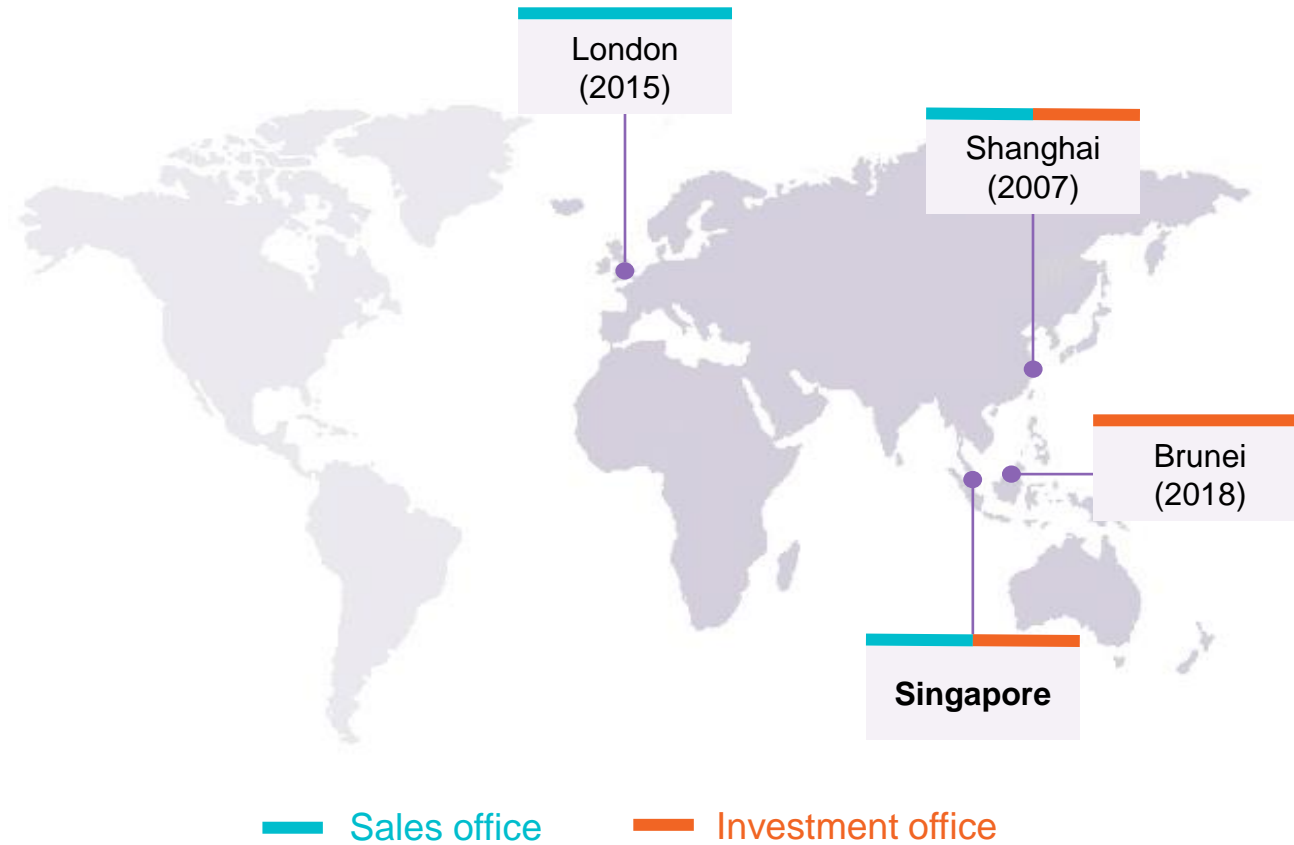 London
(2015)
Shanghai
(2007)
Brunei
(2018)
Singapore
Sales office
Investment office